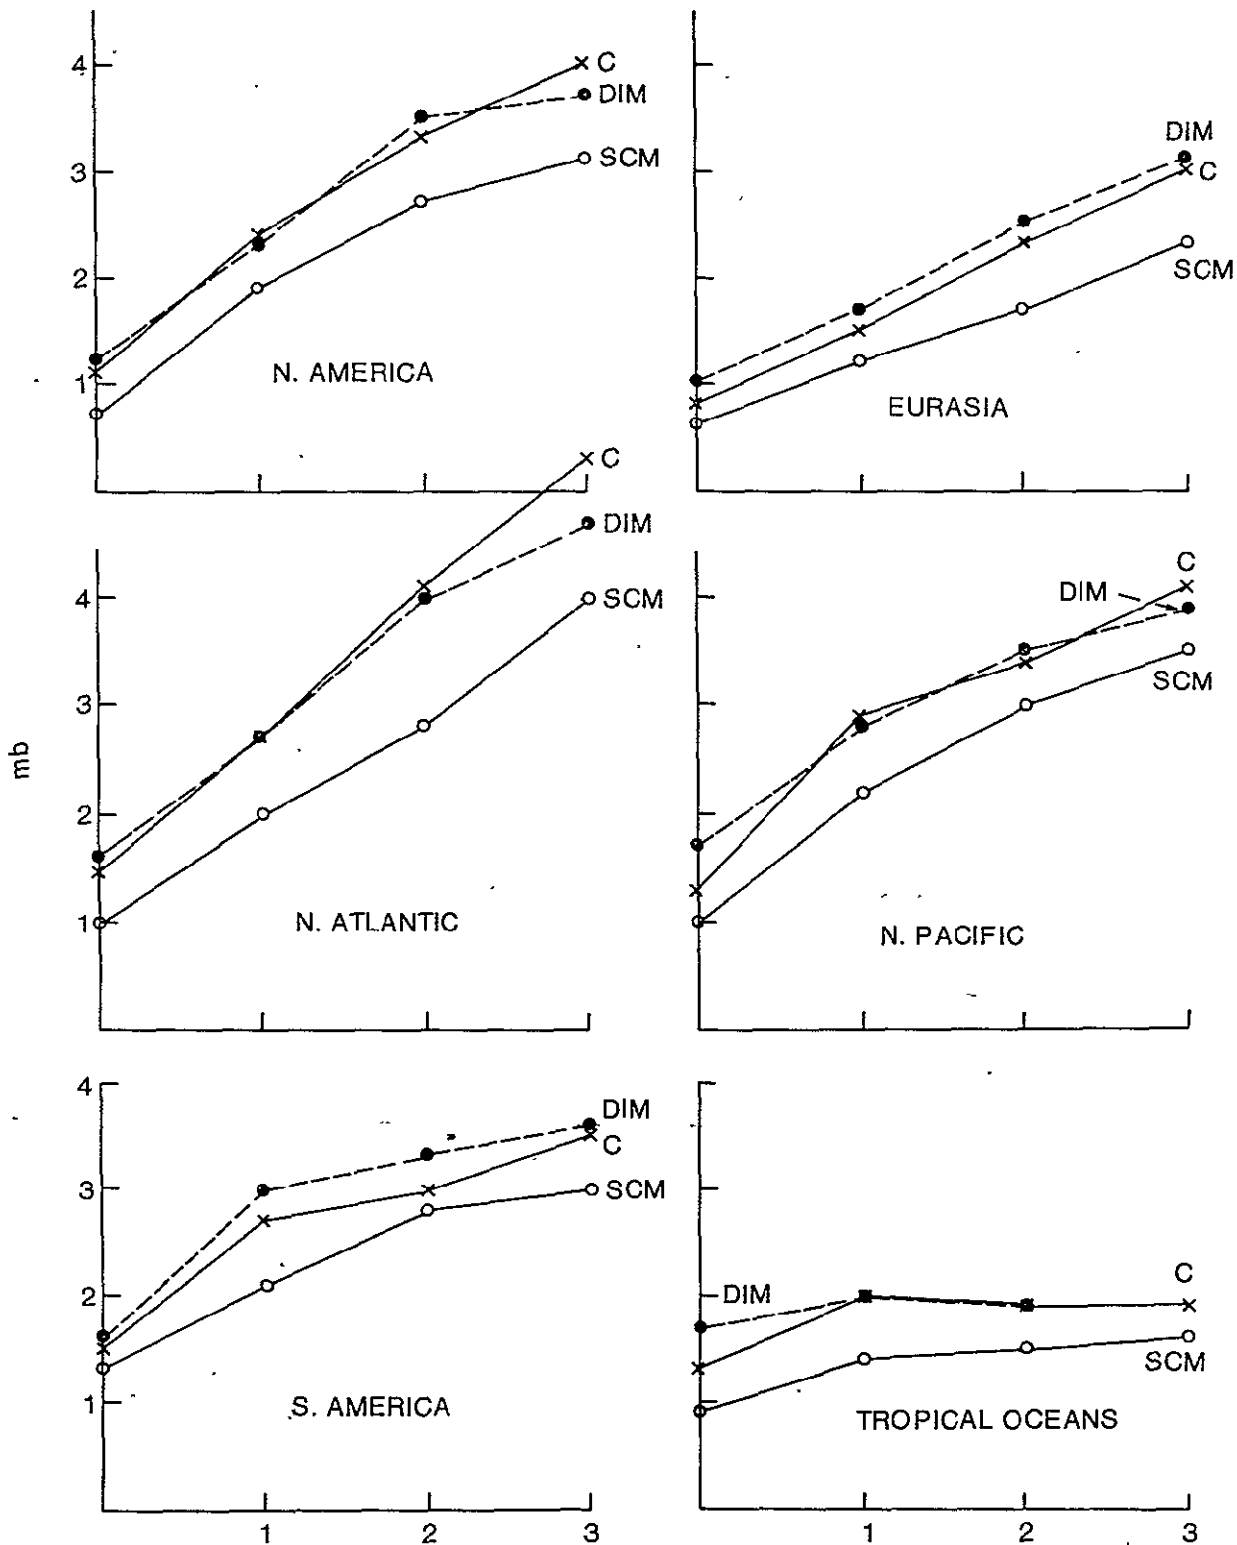 4
3
2
1
C
DIM
SCM
N. AMERICA
DIM
C
SCM
EURASIA
mb
4
3
2
1
C
DIM
SCM
N. ATLANTIC
C
DIM
SCM
N. PACIFIC
4
3
2
1
DIM
C
SCM
S. AMERICA
1 2 3
DIM
C
SCM
TROPICAL OCEANS
1 2 3